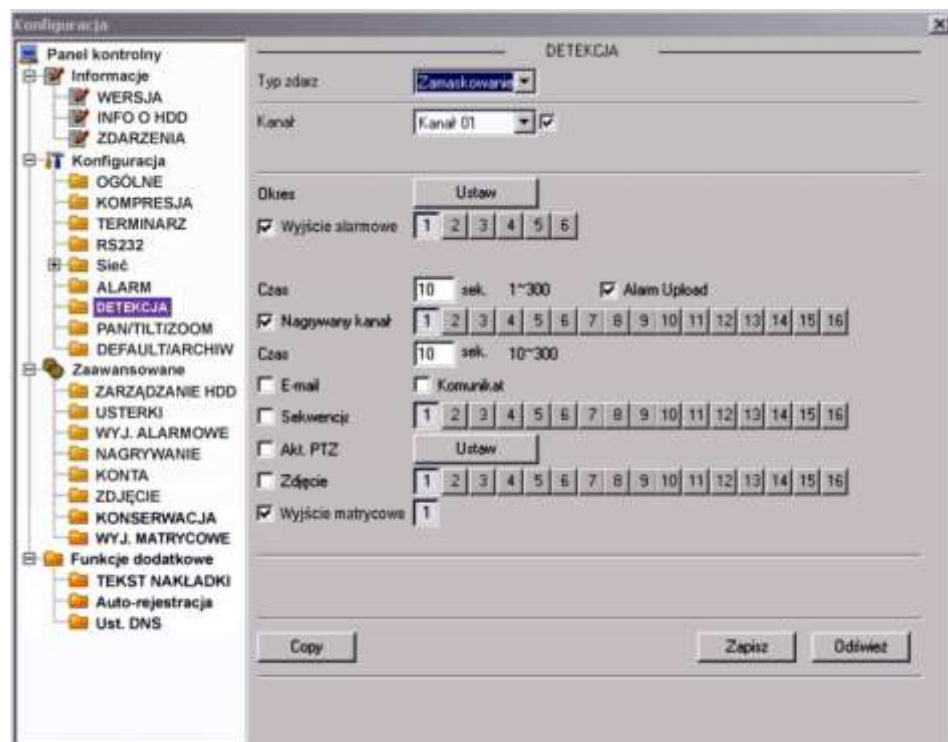 Konfiguracja
Panel kontrolny
Informacje
WERSJA
INFO O HDD
ZDARZENIA
Konfiguracja
OGÓLNE
KOMPRESJA
TERMINARZ
RS232
Sieć
ALARM
DETEKCJA
PAN/TILT/ZOOM
DEFAULT/ARCHIW
Zaawansowane
ZARZĄDZANIE HDD
USTERKI
WYJ. ALARMOWE
NAGRYWANIE
KONTA
ZDJĘCIE
KONSERWACJA
WYJ. MATRYCOWE
Funkcje dodatkowe
TEKST NAKŁADKI
Auto-rejestracja
Ust. DNS
DETEKCJA
Typ zdarz Zamaskowanie
Kanał Kanał 01
Okres Ustaw
Wyjście alarmowe 1 2 3 4 5 6
Czas 10 sek. 1~300 Alarm Upload
Nagrywany kanał 1 2 3 4 5 6 7 8 9 10 11 12 13 14 15 16
Czas 10 sek. 10~300
E-mail Komunikat
Sekwencja 1 2 3 4 5 6 7 8 9 10 11 12 13 14 15 16
Akt. PTZ Ustaw
Zdjęcie 1 2 3 4 5 6 7 8 9 10 11 12 13 14 15 16
Wyjście matrycowe 1
Copy Zapisz Odśwież